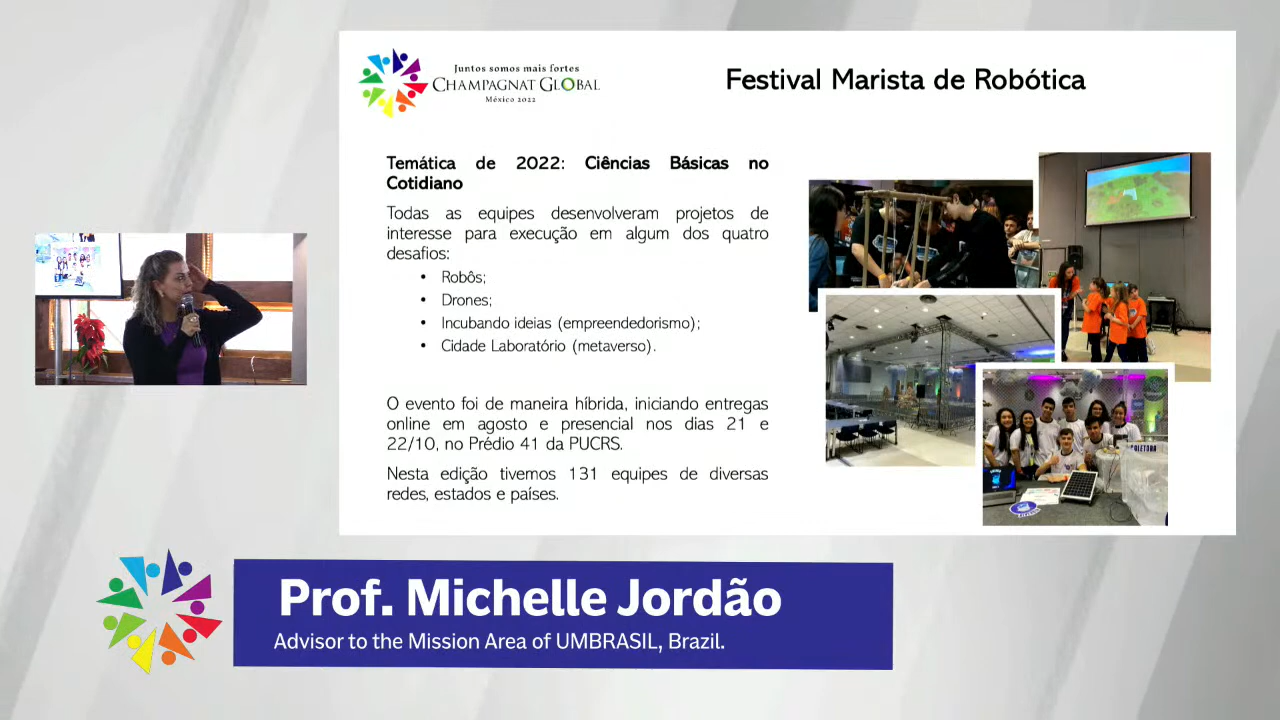 Juntos somos mais fortes
CHAMPAGNAT GLOBAL
México 2022
Festival Marista de Robótica
Temática de 2022: Ciências Básicas no
Cotidiano
Todas as equipes desenvolveram projetos de
interesse para execução em algum dos quatro
desafios:
• Robôs;
• Drones;
• Incubando ideias (empreendedorismo);
• Cidade Laboratório (metaverso).
O evento foi de maneira híbrida, iniciando entregas
online em agosto e presencial nos dias 21 e
22/10, no Prédio 41 da PUCRS.
Nesta edição tivemos 131 equipes de diversas
redes, estados e países.
Prof. Michelle Jordão
Advisor to the Mission Area of UMBRASIL, Brazil.